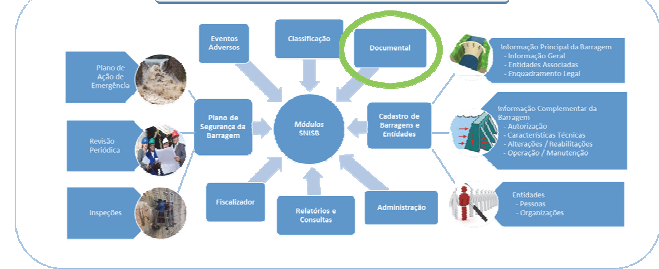 Eventos
Adversos
Classificação
Documental
Plano de
Ação de
Emergência
Revisão
Periódica
Inspeções
Plano de
Segurança da
Barragem
Módulos
SNISB
Cadastro de
Barragens e
Entidades
Fiscalizador
Relatórios e
Consultas
Administração
Informação Principal da Barragem
- Informação Geral
- Entidades Associadas
- Enquadramento Legal
Informação Complementar da
Barragem
- Autorização
- Características Técnicas
- Alterações / Reabilitações
- Operação / Manutenção
Entidades
- Pessoas
- Organizações